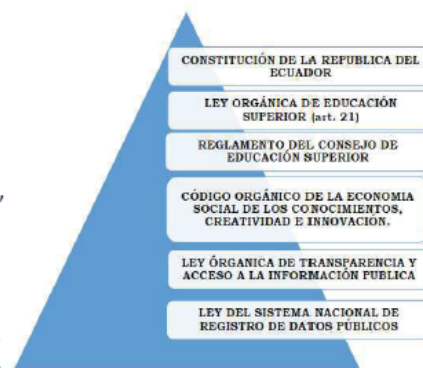 CONSTITUCIÓN DE LA REPUBLICA DEL
ECUADOR
LEY ORGÁNICA DE EDUCACIÓN
SUPERIOR (art. 21)
REGLAMENTO DEL CONSEJO DE
EDUCACIÓN SUPERIOR
CÓDIGO ORGÁNICO DE LA ECONOMIA
SOCIAL DE LOS CONOCIMIENTOS,
CREATIVIDAD E INNOVACIÓN.
LEY ÓRGANICA DE TRANSPARENCIA Y
ACCESO A LA INFORMACIÓN PUBLICA
LEY DEL SISTEMA NACIONAL DE
REGISTRO DE DATOS PÚBLICOS